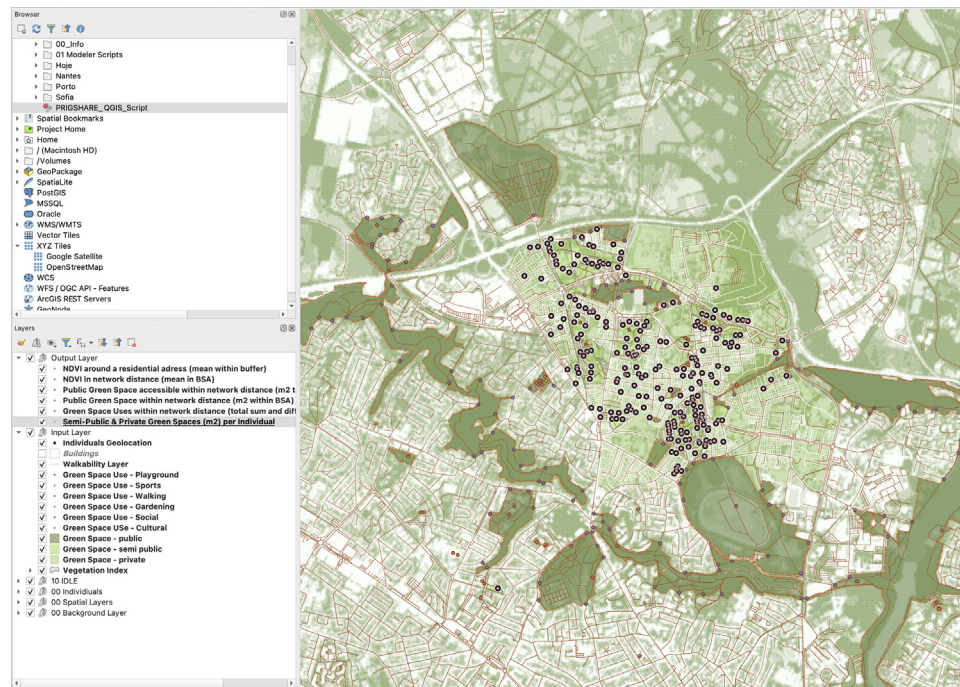 Browser
00_Info
01 Modeler Scripts
Hoje
Nantes
Porto
Sofia
PRIGSHARE_QGIS_Script
Spatial Bookmarks
Project Home
Home
/ (Macintosh HD)
/Volumes
GeoPackage
SpatiaLite
PostGIS
MSSQL
Oracle
WMS/WMTS
Vector Tiles
XYZ Tiles
Google Satellite
OpenStreetMap
WCS
WFS / OGC API - Features
ArcGIS REST Servers
GeoNode
Layers
Output Layer
NDVI around a residential adress (mean within buffer)
NDVI in network distance (mean in BSA)
Public Green Space accessible within network distance (m2 t
Public Green Space within network distance (m2 within BSA)
Green Space Uses within network distance (total sum and diff
Semi-Public & Private Green Spaces (m2) per Individual
Input Layer
Individuals Geolocation
Buildings
Walkability Layer
Green Space Use - Playground
Green Space Use - Sports
Green Space Use - Walking
Green Space Use - Gardening
Green Space Use - Social
Green Space USe - Cultural
Green Space - public
Green Space - semi public
Green Space - private
Vegetation Index
10 IDLE
00 Individiuals
00 Spatial Layers
00 Background Layer